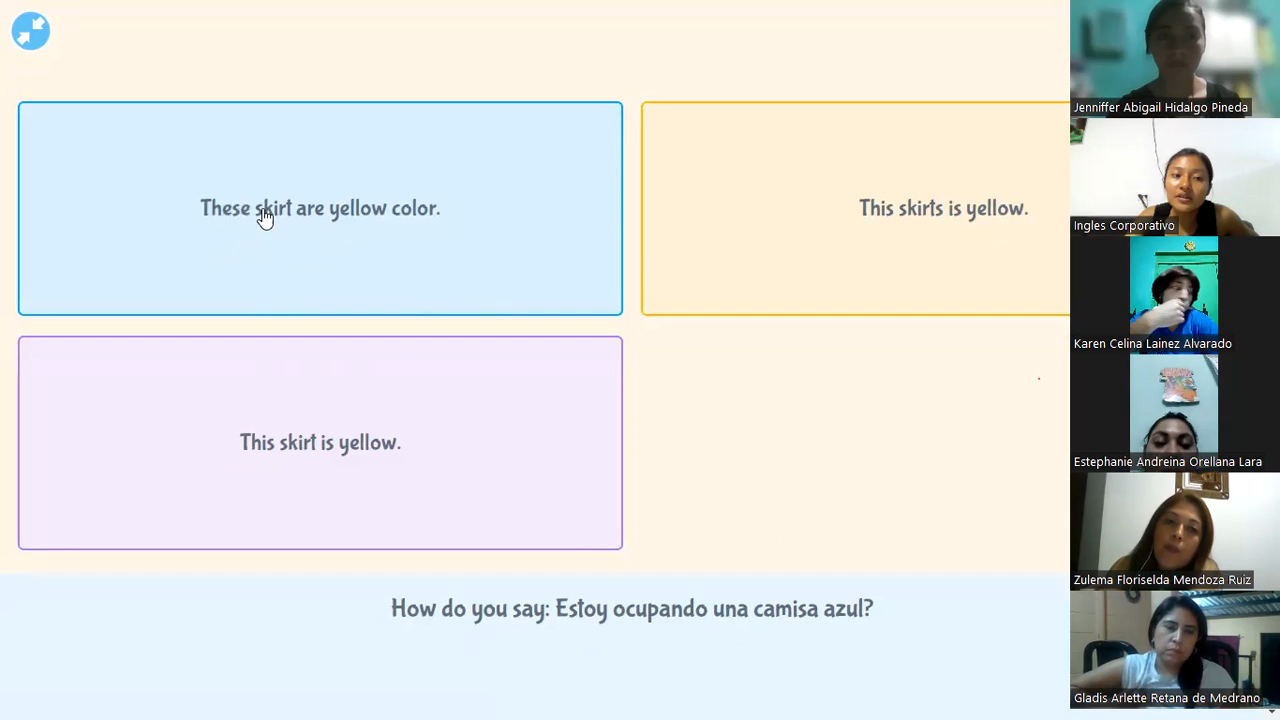 These skirt are yellow color.
This skirts is yellow.
This skirt is yellow.
How do you say: Estoy ocupando una camisa azul?
Jenniffer Abigail Hidalgo Pineda
Ingles Corporativo
Karen Celina Lainez Alvarado
Estephanie Andreina Orellana Lara
Zulema Floriselda Mendoza Ruiz
Gladis Arlette Retana de Medrano